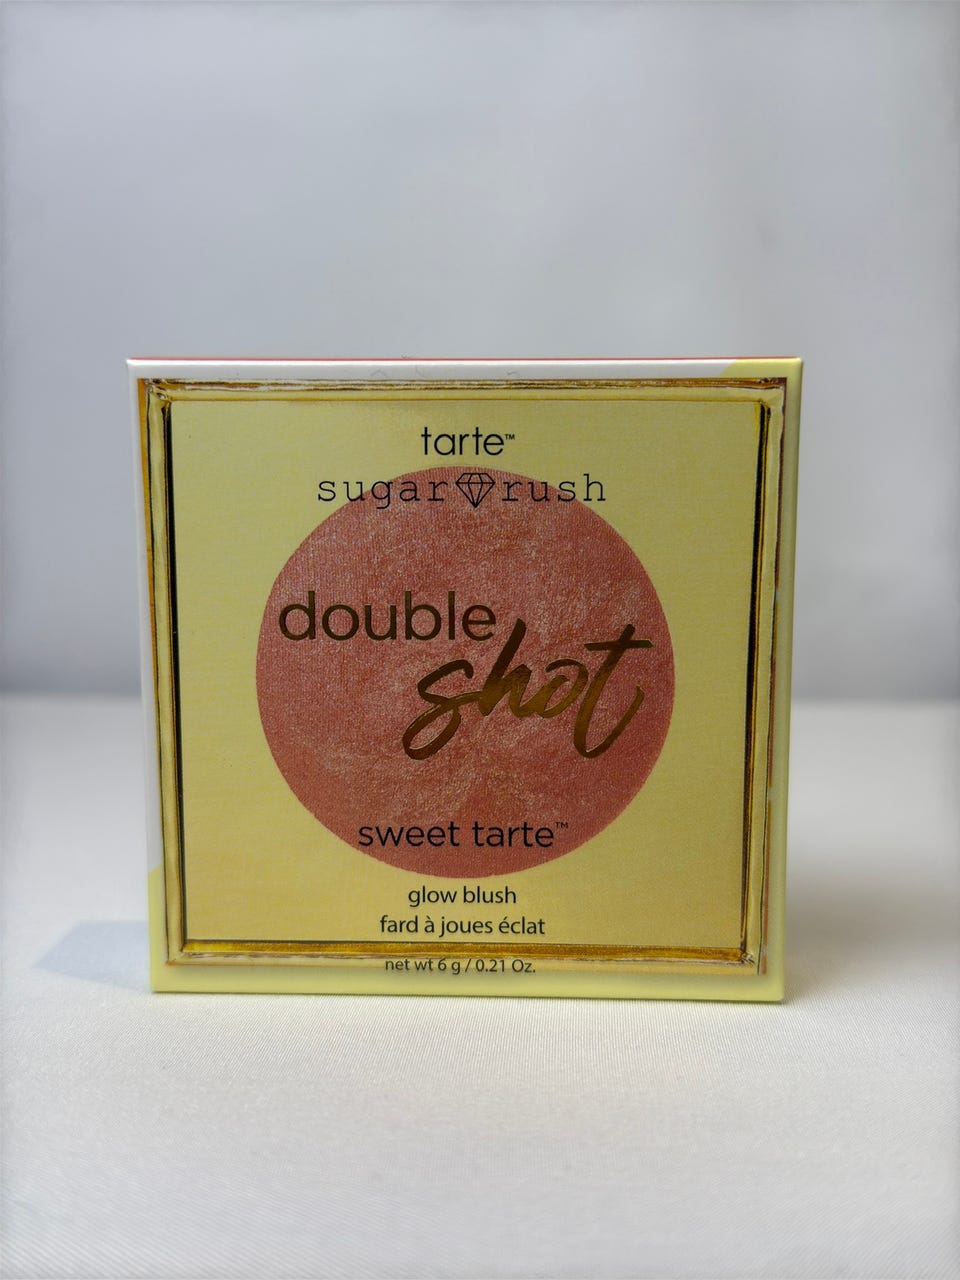 tarte™
sugar rush
double
shot
sweet tarte™
glow blush
fard à joues éclat
net wt 6 g / 0.21 Oz.